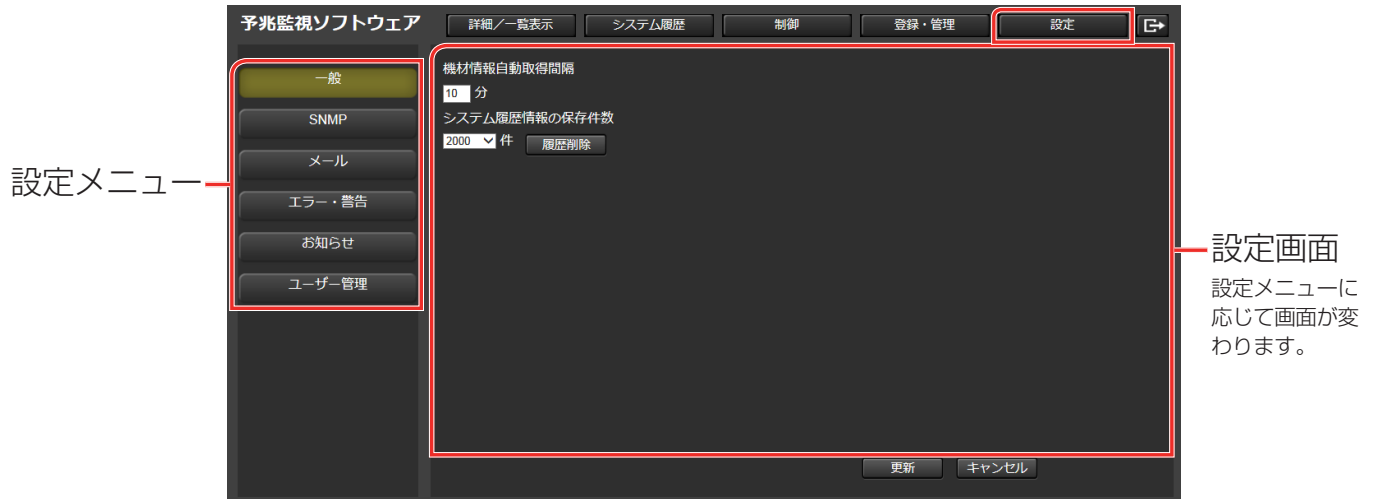 予兆監視ソフトウェア
詳細／一覧表示
システム履歴
制御
登録・管理
設定
一般
SNMP
メール
エラー・警告
お知らせ
ユーザー管理
機材情報自動取得間隔
10 分
システム履歴情報の保存件数
2000 件 履歴削除
更新 キャンセル
設定メニュー
設定画面
設定メニューに
応じて画面が変
わります。